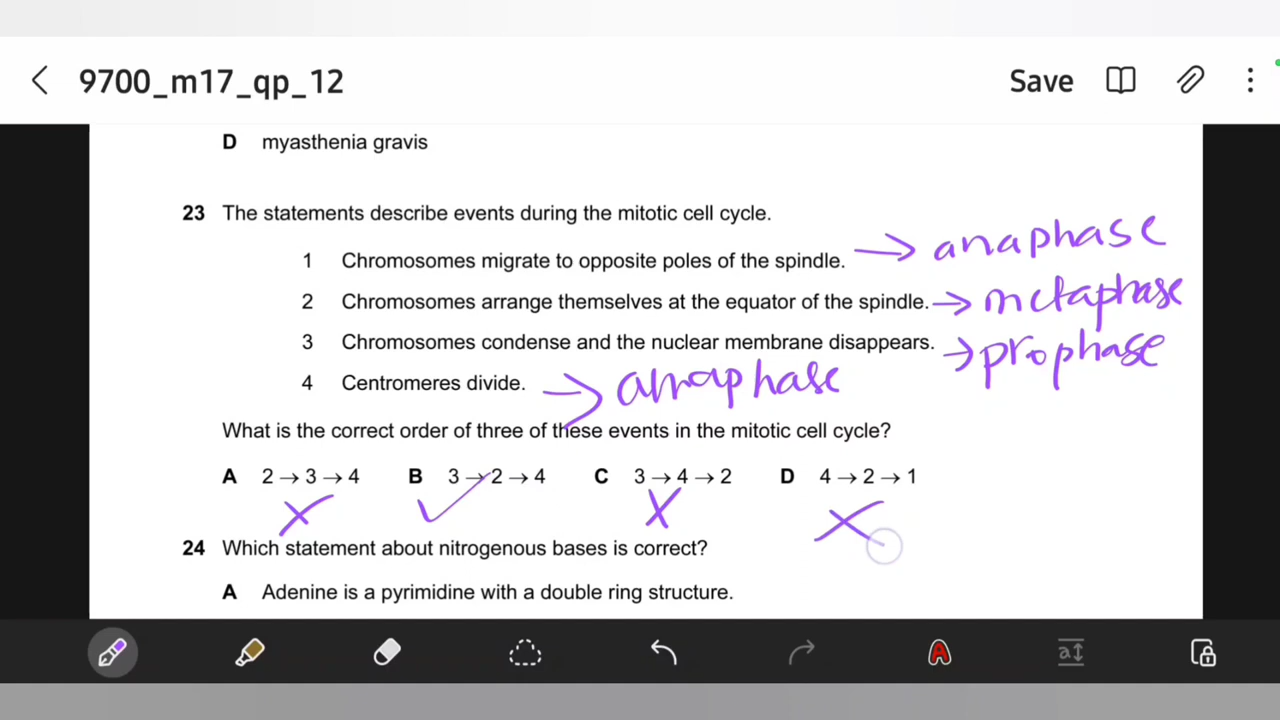 9700_m17_qp_12 Save
D myasthenia gravis
23 The statements describe events during the mitotic cell cycle.
1 Chromosomes migrate to opposite poles of the spindle. → anaphase
2 Chromosomes arrange themselves at the equator of the spindle. → metaphase
3 Chromosomes condense and the nuclear membrane disappears. → prophase
4 Centromeres divide. → anaphase
What is the correct order of three of these events in the mitotic cell cycle?
A 2 → 3 → 4 B 3 → 2 → 4 C 3 → 4 → 2 D 4 → 2 → 1
24 Which statement about nitrogenous bases is correct?
A Adenine is a pyrimidine with a double ring structure.
A a